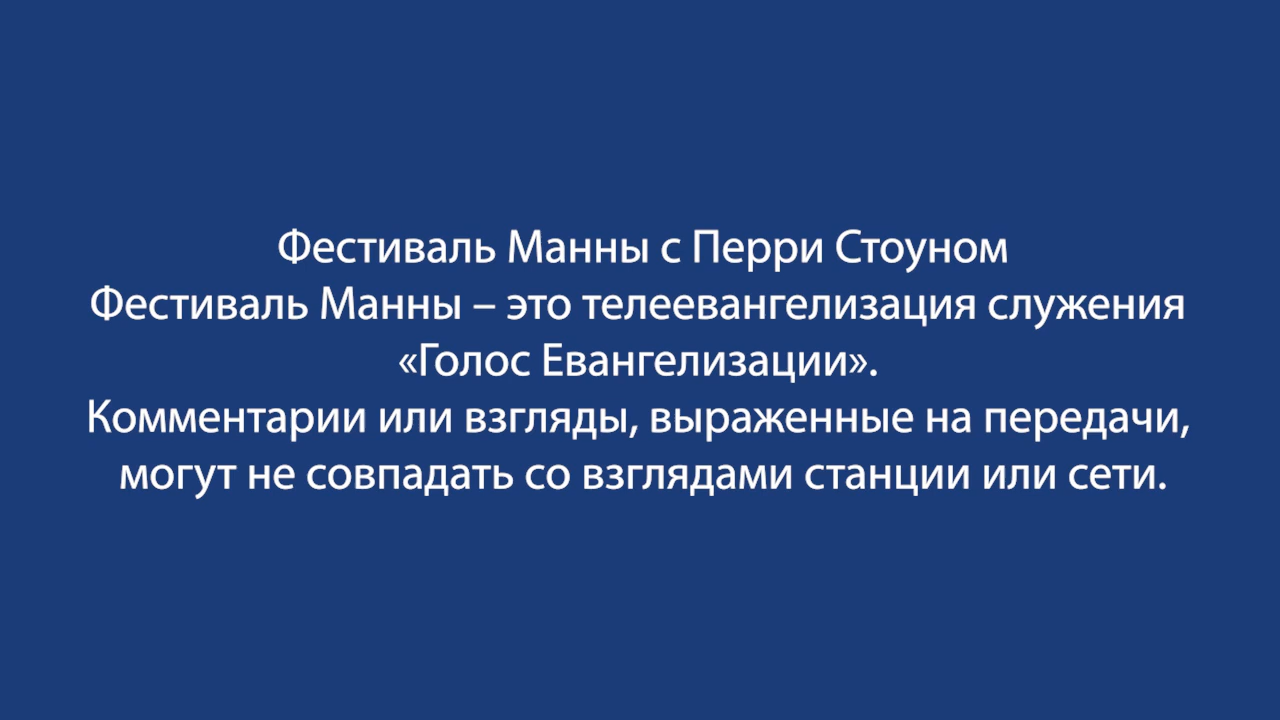 Фестиваль Манны с Перри Стоуном
Фестиваль Манны – это телеевангелизация служения
«Голос Евангелизации».
Комментарии или взгляды, выраженные на передачи,
могут не совпадать со взглядами станции или сети.